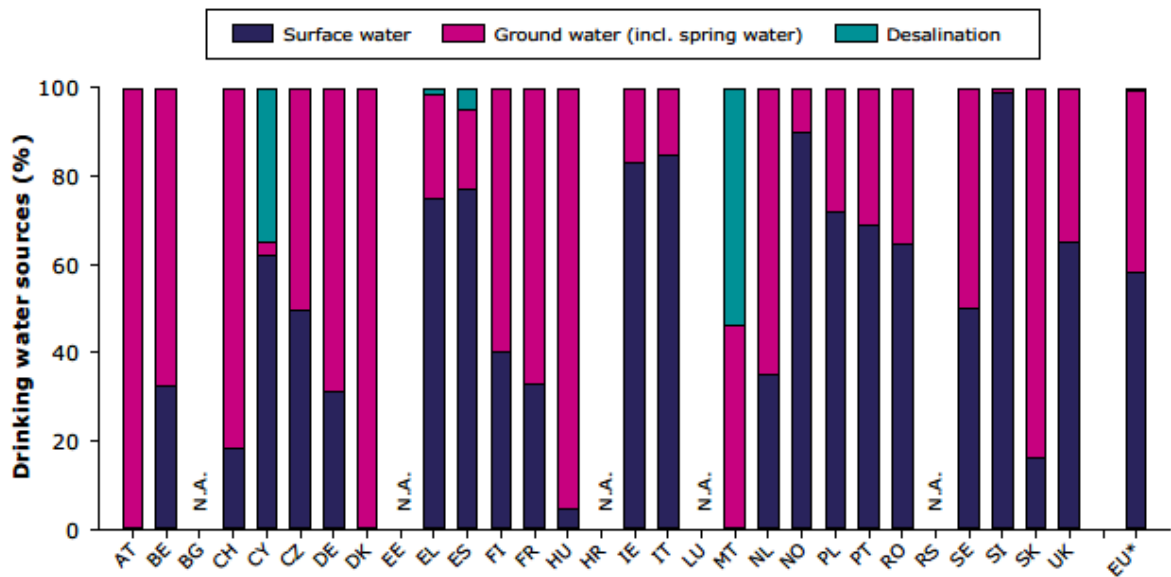 Surface water Ground water (incl. spring water) Desalination
Drinking water sources (%)
100
80
60
40
20
0
N.A. N.A. N.A. N.A. N.A.
AT BE BG CH CY CZ DE DK EE EL ES FI FR HU HR IE IT LU MT NL NO PL PT RO RS SE SI SK UK EU*